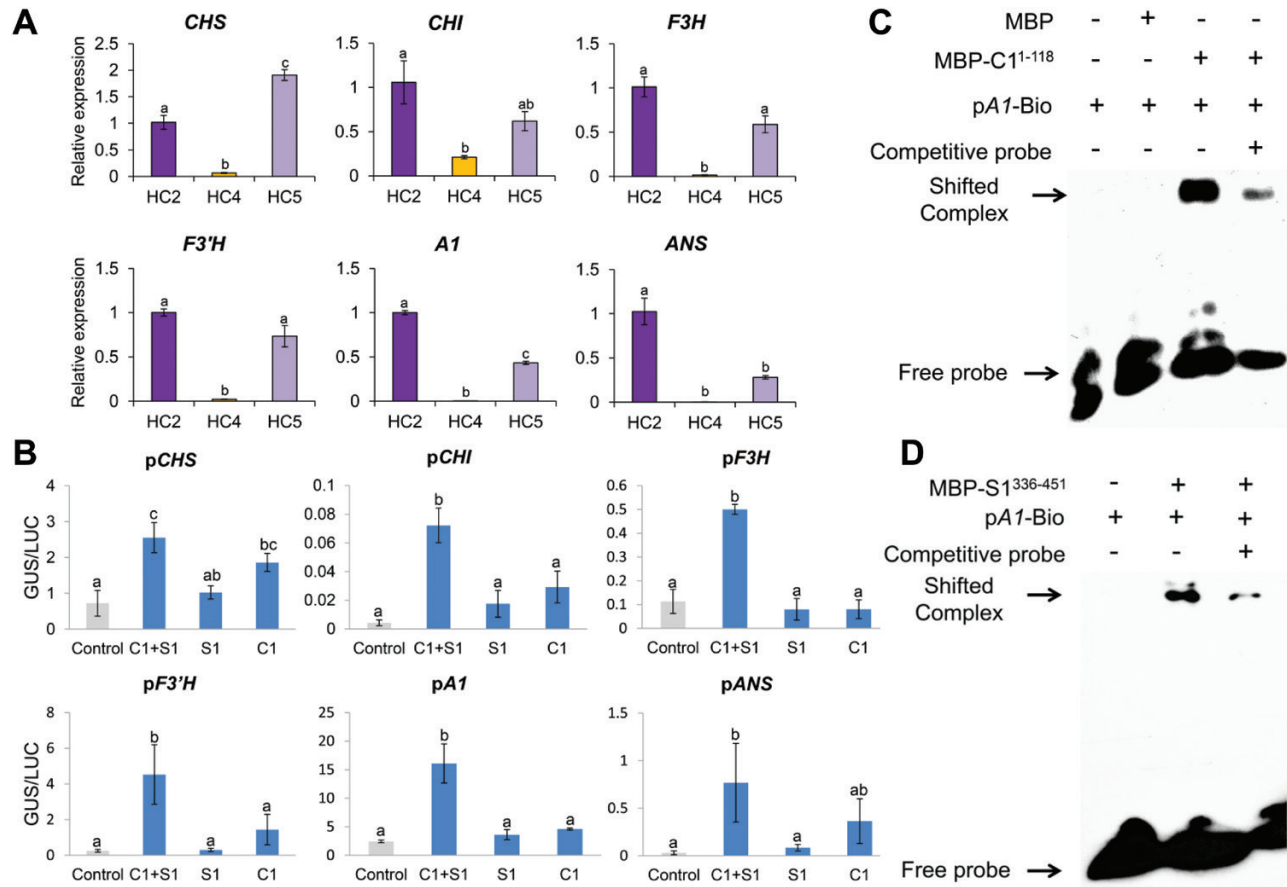 A
CHS
CHI
F3H
Relative expression
2.5
2
1.5
1
0.5
0
a
b
c
HC2
HC4
HC5
1.5
1
0.5
0
a
b
ab
HC2
HC4
HC5
1.5
1
0.5
0
a
b
a
HC2
HC4
HC5
F3'H
A1
ANS
Relative expression
1.5
1
0.5
0
a
b
a
HC2
HC4
HC5
1.5
1
0.5
0
a
b
c
HC2
HC4
HC5
1.5
1
0.5
0
a
b
b
HC2
HC4
HC5
B
pCHS
pCHI
pF3H
GUS/LUC
4
3
2
1
0
a
c
ab
bc
Control
C1+S1
S1
C1
0.1
0.08
0.06
0.04
0.02
0
a
b
a
a
Control
C1+S1
S1
C1
0.6
0.5
0.4
0.3
0.2
0.1
0
a
b
a
a
Control
C1+S1
S1
C1
pF3'H
pA1
pANS
GUS/LUC
8
6
4
2
0
a
b
a
a
Control
C1+S1
S1
C1
25
20
15
10
5
0
a
b
a
a
Control
C1+S1
S1
C1
1.5
1
0.5
0
a
b
a
ab
Control
C1+S1
S1
C1
C
MBP - + - -
MBP-C1¹⁻¹¹⁸ - - + +
pA1-Bio + + + +
Competitive probe - - - +
Shifted
Complex
Free probe
D
MBP-S1³³⁶⁻⁴⁵¹ - + +
pA1-Bio + + +
Competitive probe - - +
Shifted
Complex
Free probe